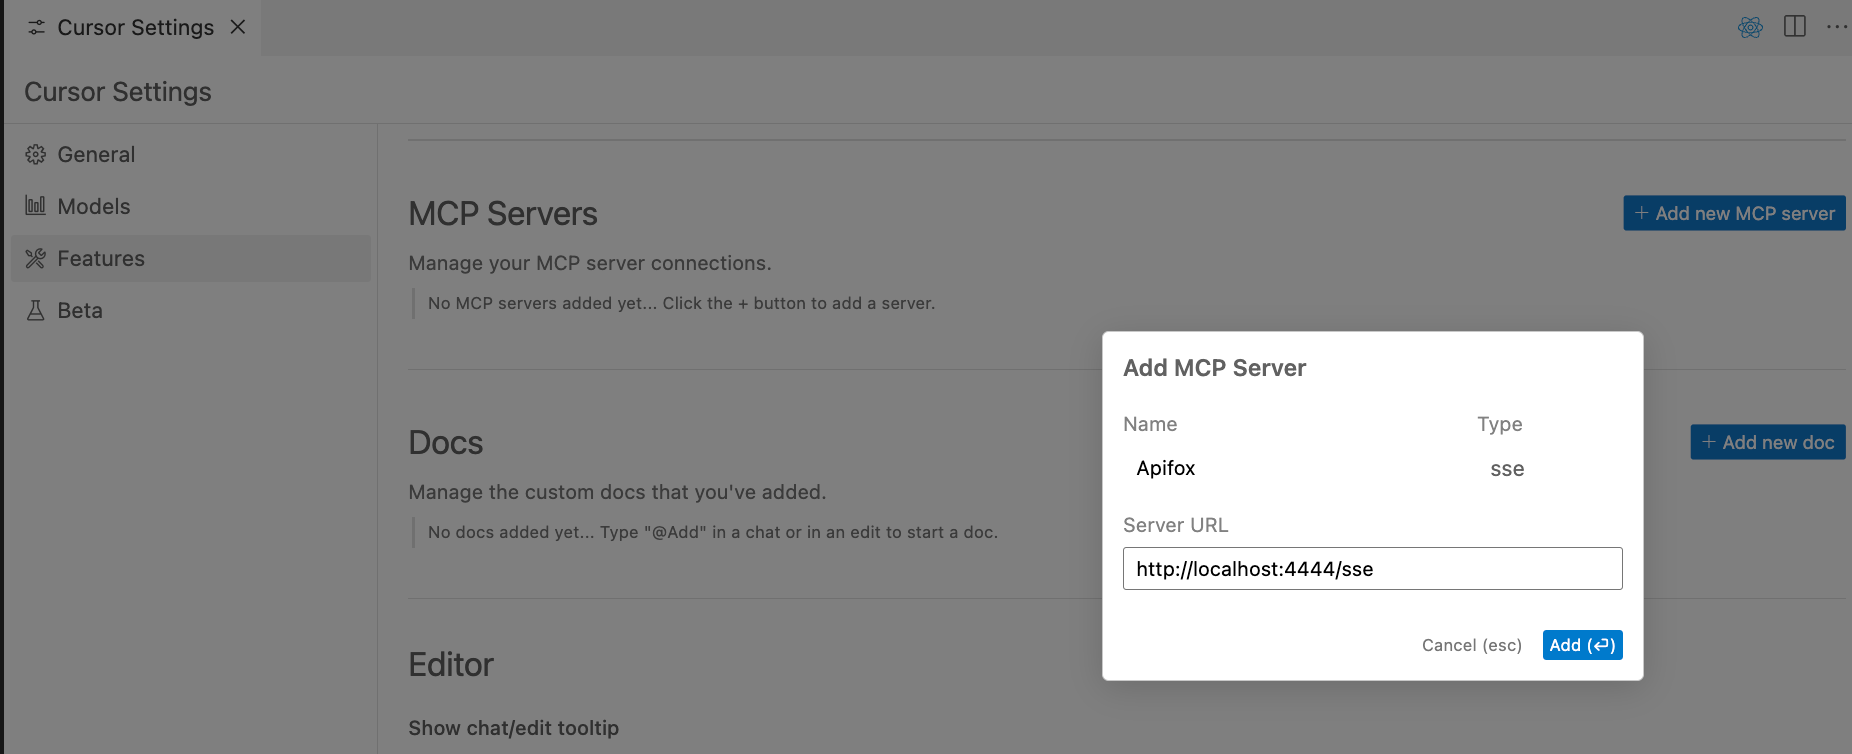 Cursor Settings
Cursor Settings
General
Models
Features
Beta
MCP Servers
+ Add new MCP server
Manage your MCP server connections.
No MCP servers added yet... Click the + button to add a server.
Docs
+ Add new doc
Manage the custom docs that you've added.
No docs added yet... Type "@Add" in a chat or in an edit to start a doc.
Editor
Show chat/edit tooltip
Add MCP Server
Name Type
Apifox sse
Server URL
http://localhost:4444/sse
Cancel (esc) Add (⏎)